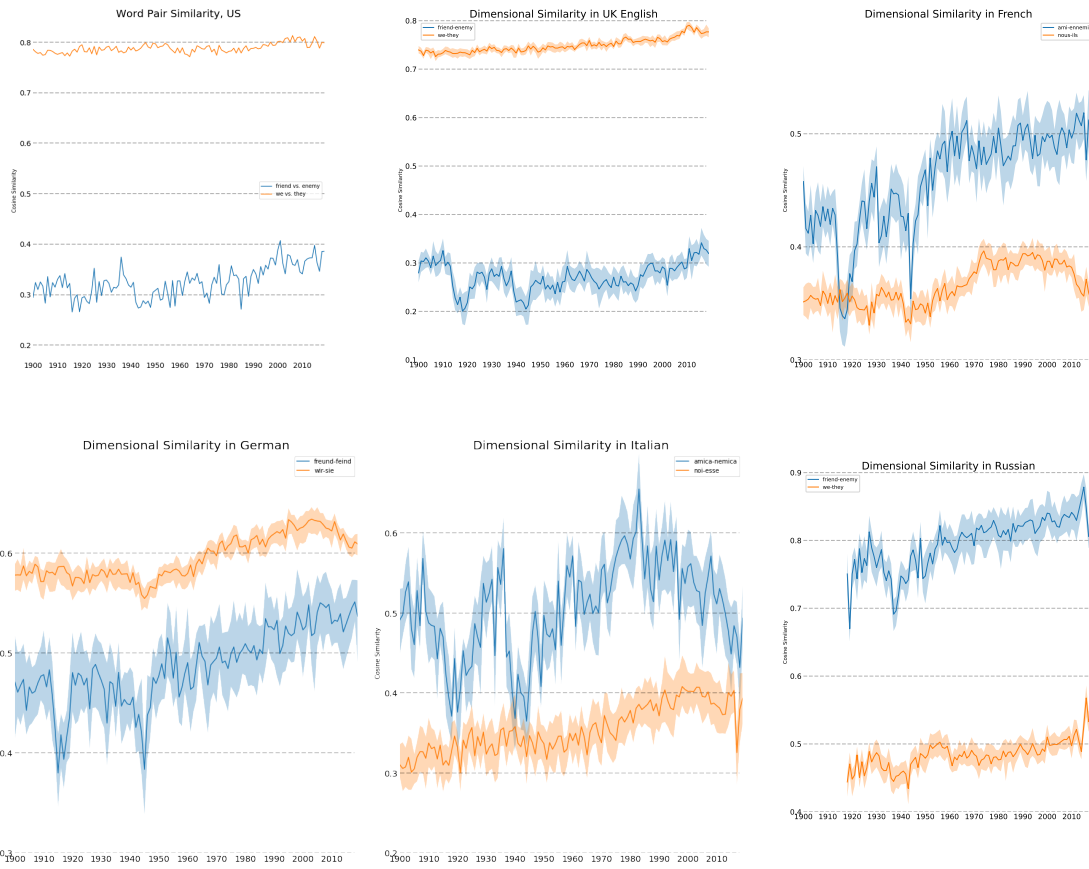 Word Pair Similarity, US
0.8
0.7
0.6
0.5
0.4
0.3
0.2
Cosine Similarity
friend vs. enemy
we vs. they
1900 1910 1920 1930 1940 1950 1960 1970 1980 1990 2000 2010
Dimensional Similarity in UK English
friend-enemy
we-they
0.8
0.7
0.6
0.5
0.4
0.3
0.2
0.1
Cosine Similarity
1900 1910 1920 1930 1940 1950 1960 1970 1980 1990 2000 2010
Dimensional Similarity in French
ami-ennemi
nous-ils
0.5
0.4
0.3
Cosine Similarity
1900 1910 1920 1930 1940 1950 1960 1970 1980 1990 2000 2010
Dimensional Similarity in German
freund-feind
wir-sie
0.6
0.5
0.4
0.3
1900 1910 1920 1930 1940 1950 1960 1970 1980 1990 2000 2010
Dimensional Similarity in Italian
amica-nemica
noi-esse
0.6
0.5
0.4
0.3
0.2
Cosine Similarity
1900 1910 1920 1930 1940 1950 1960 1970 1980 1990 2000 2010
Dimensional Similarity in Russian
friend-enemy
we-they
0.9
0.8
0.7
0.6
0.5
0.4
Cosine Similarity
1900 1910 1920 1930 1940 1950 1960 1970 1980 1990 2000 2010